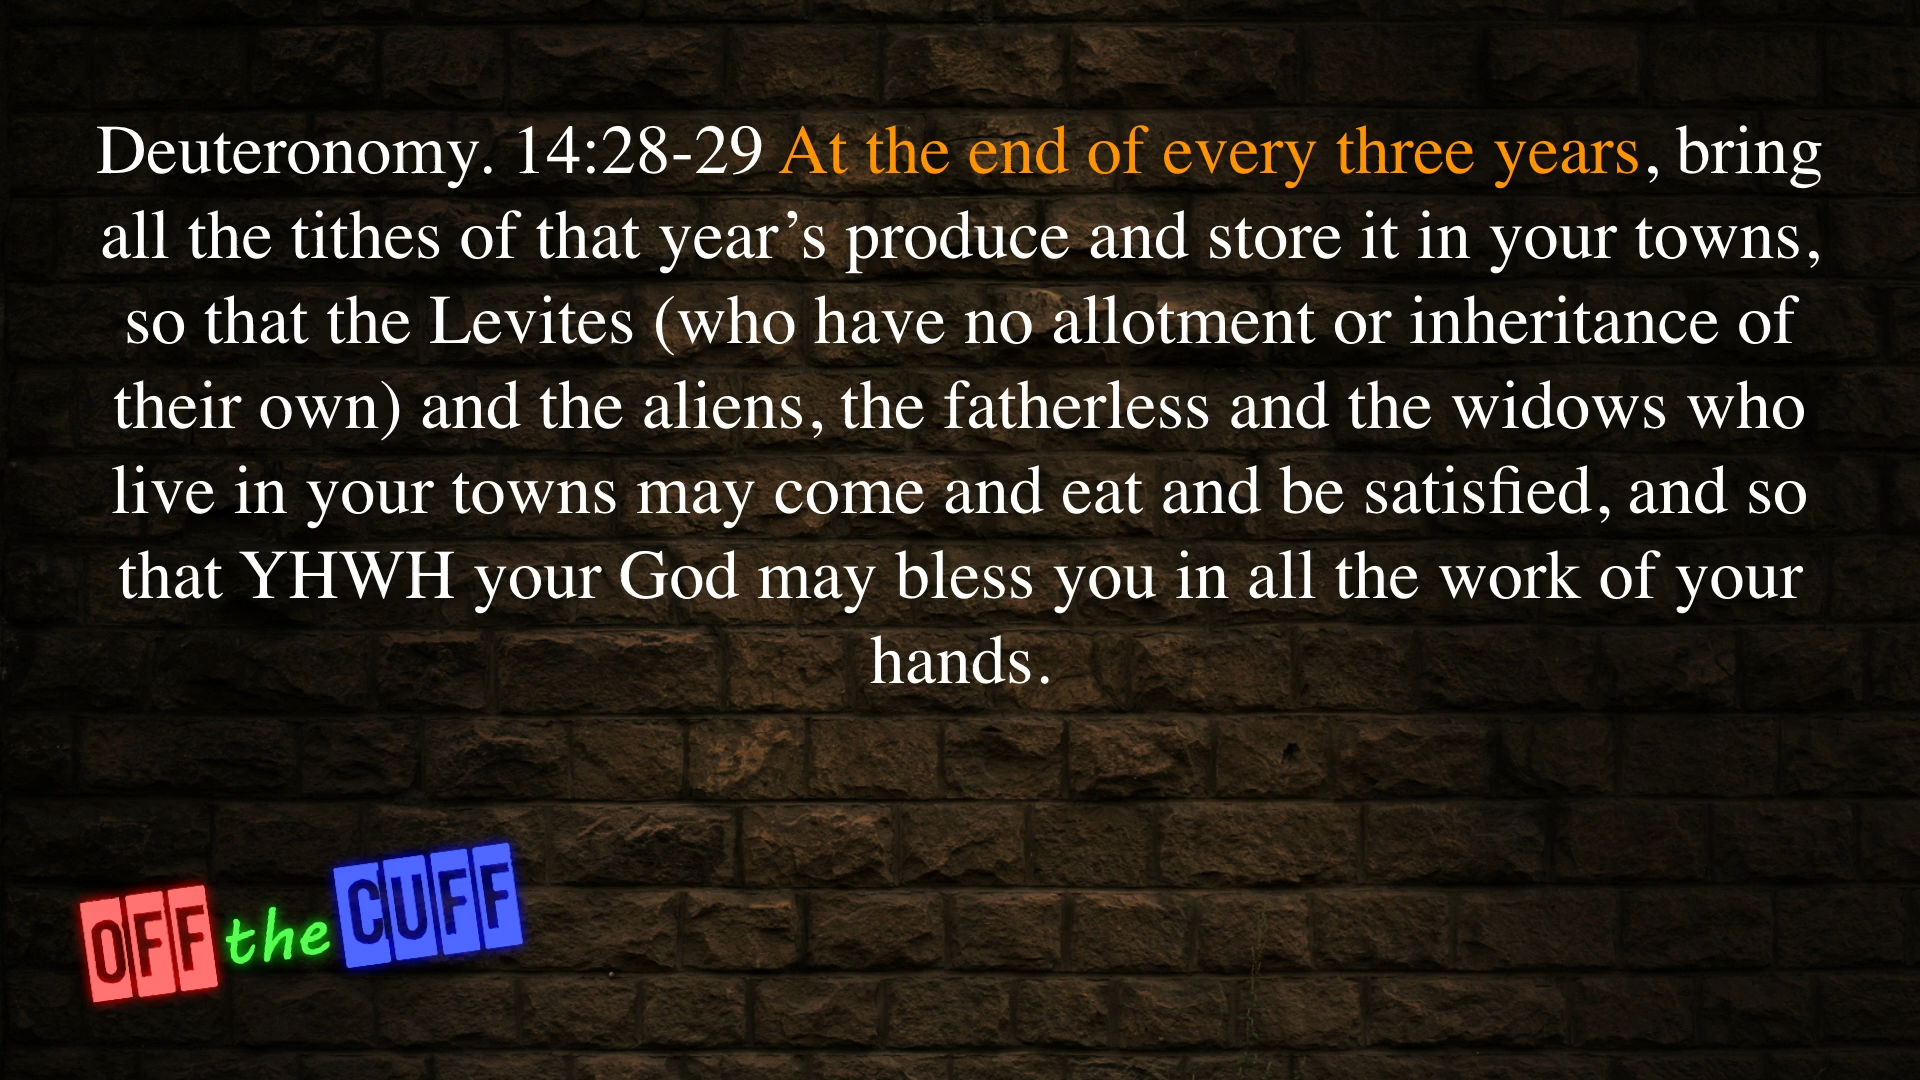 Deuteronomy. 14:28-29 At the end of every three years, bring
all the tithes of that year’s produce and store it in your towns,
so that the Levites (who have no allotment or inheritance of
their own) and the aliens, the fatherless and the widows who
live in your towns may come and eat and be satisfied, and so
that YHWH your God may bless you in all the work of your
hands.
OFF the CUFF